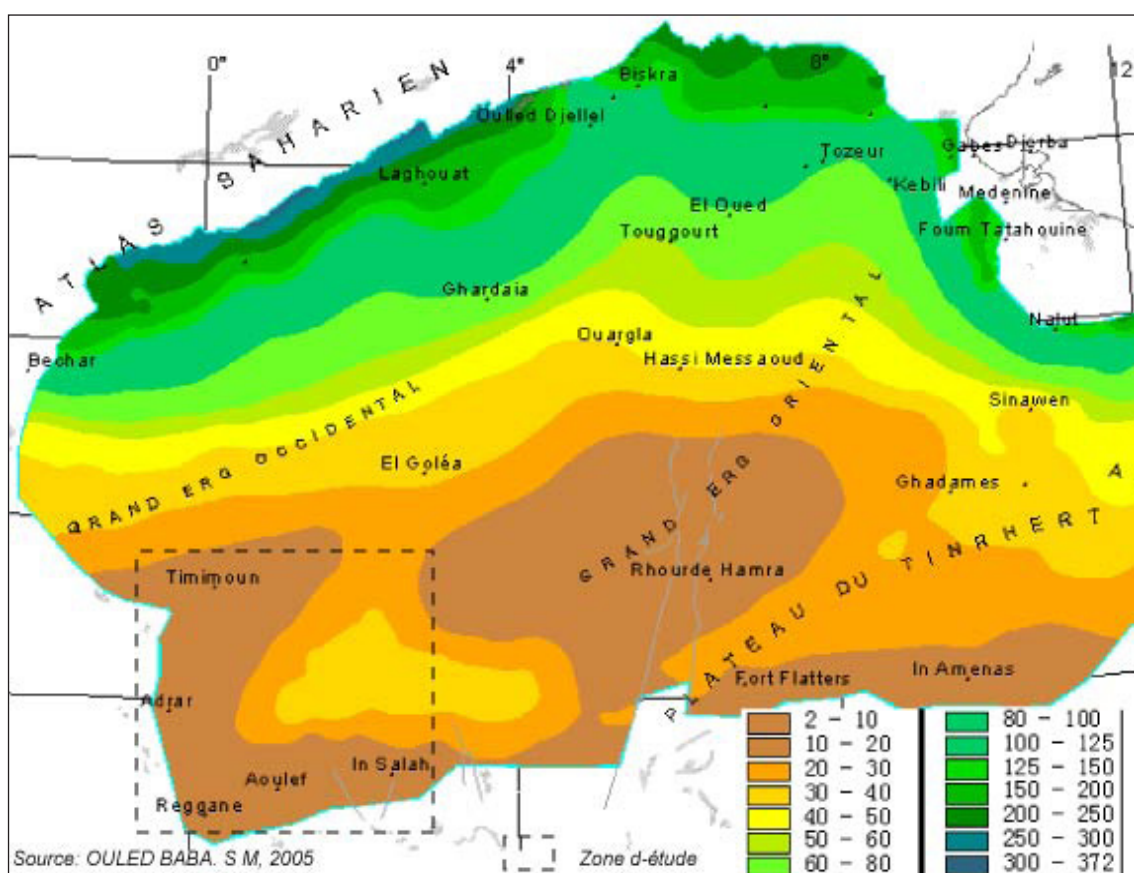 0°
4°
8°
12
ATLAS SAHARIEN
Biskra
Oulled Djellel
Laghouat
Tozeur
Gabes
Djerba
Kebili
Medenine
El Oued
Touggourt
Foum Tatahouine
Ghardaia
Nalut
Bechar
Ouargla
Hassi Messaoud
Sinawen
GRAND ERG OCCIDENTAL
El Goléa
GRAND ERG ORIENTAL
Ghadames
A
Timimoun
Rhourde Hamra
PLATEAU DU TINRHERT
Adrar
Fort Flatters
In Amenas
In Salah
Aoulef
Reggane
2 - 10
10 - 20
20 - 30
30 - 40
40 - 50
50 - 60
60 - 80
80 - 100
100 - 125
125 - 150
150 - 200
200 - 250
250 - 300
300 - 372
Source: OULED BABA. S M, 2005
Zone d-étude